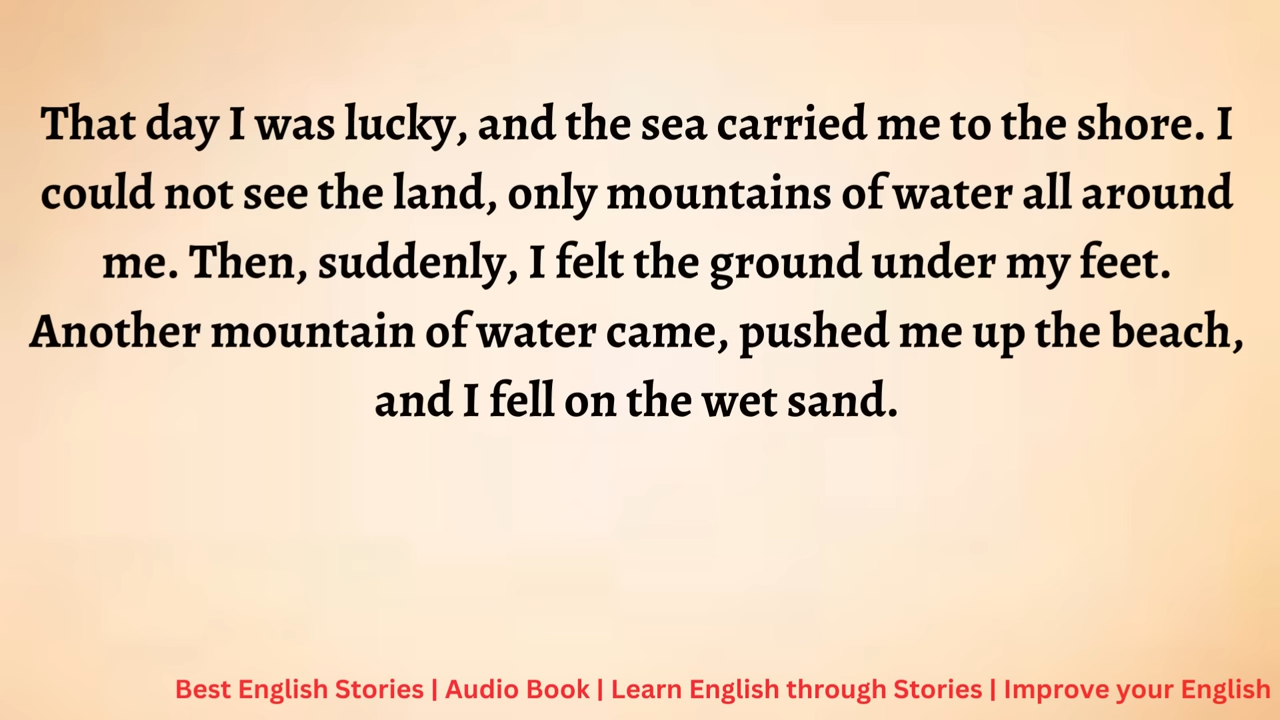 That day I was lucky, and the sea carried me to the shore. I
could not see the land, only mountains of water all around
me. Then, suddenly, I felt the ground under my feet.
Another mountain of water came, pushed me up the beach,
and I fell on the wet sand.
Best English Stories | Audio Book | Learn English through Stories | Improve your English